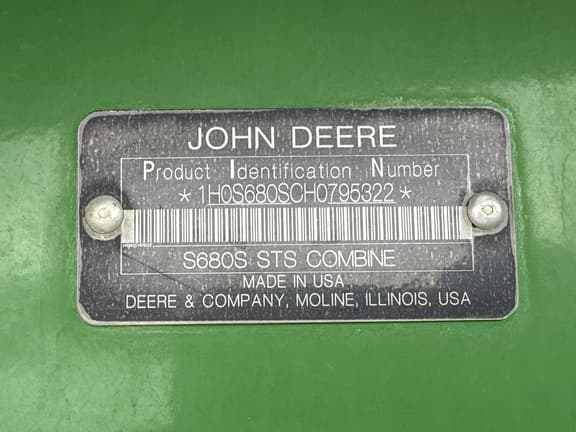 JOHN DEERE
Product Identification Number
*1H0S680SCH0795322*
S680S STS COMBINE
MADE IN USA
DEERE & COMPANY, MOLINE, ILLINOIS, USA